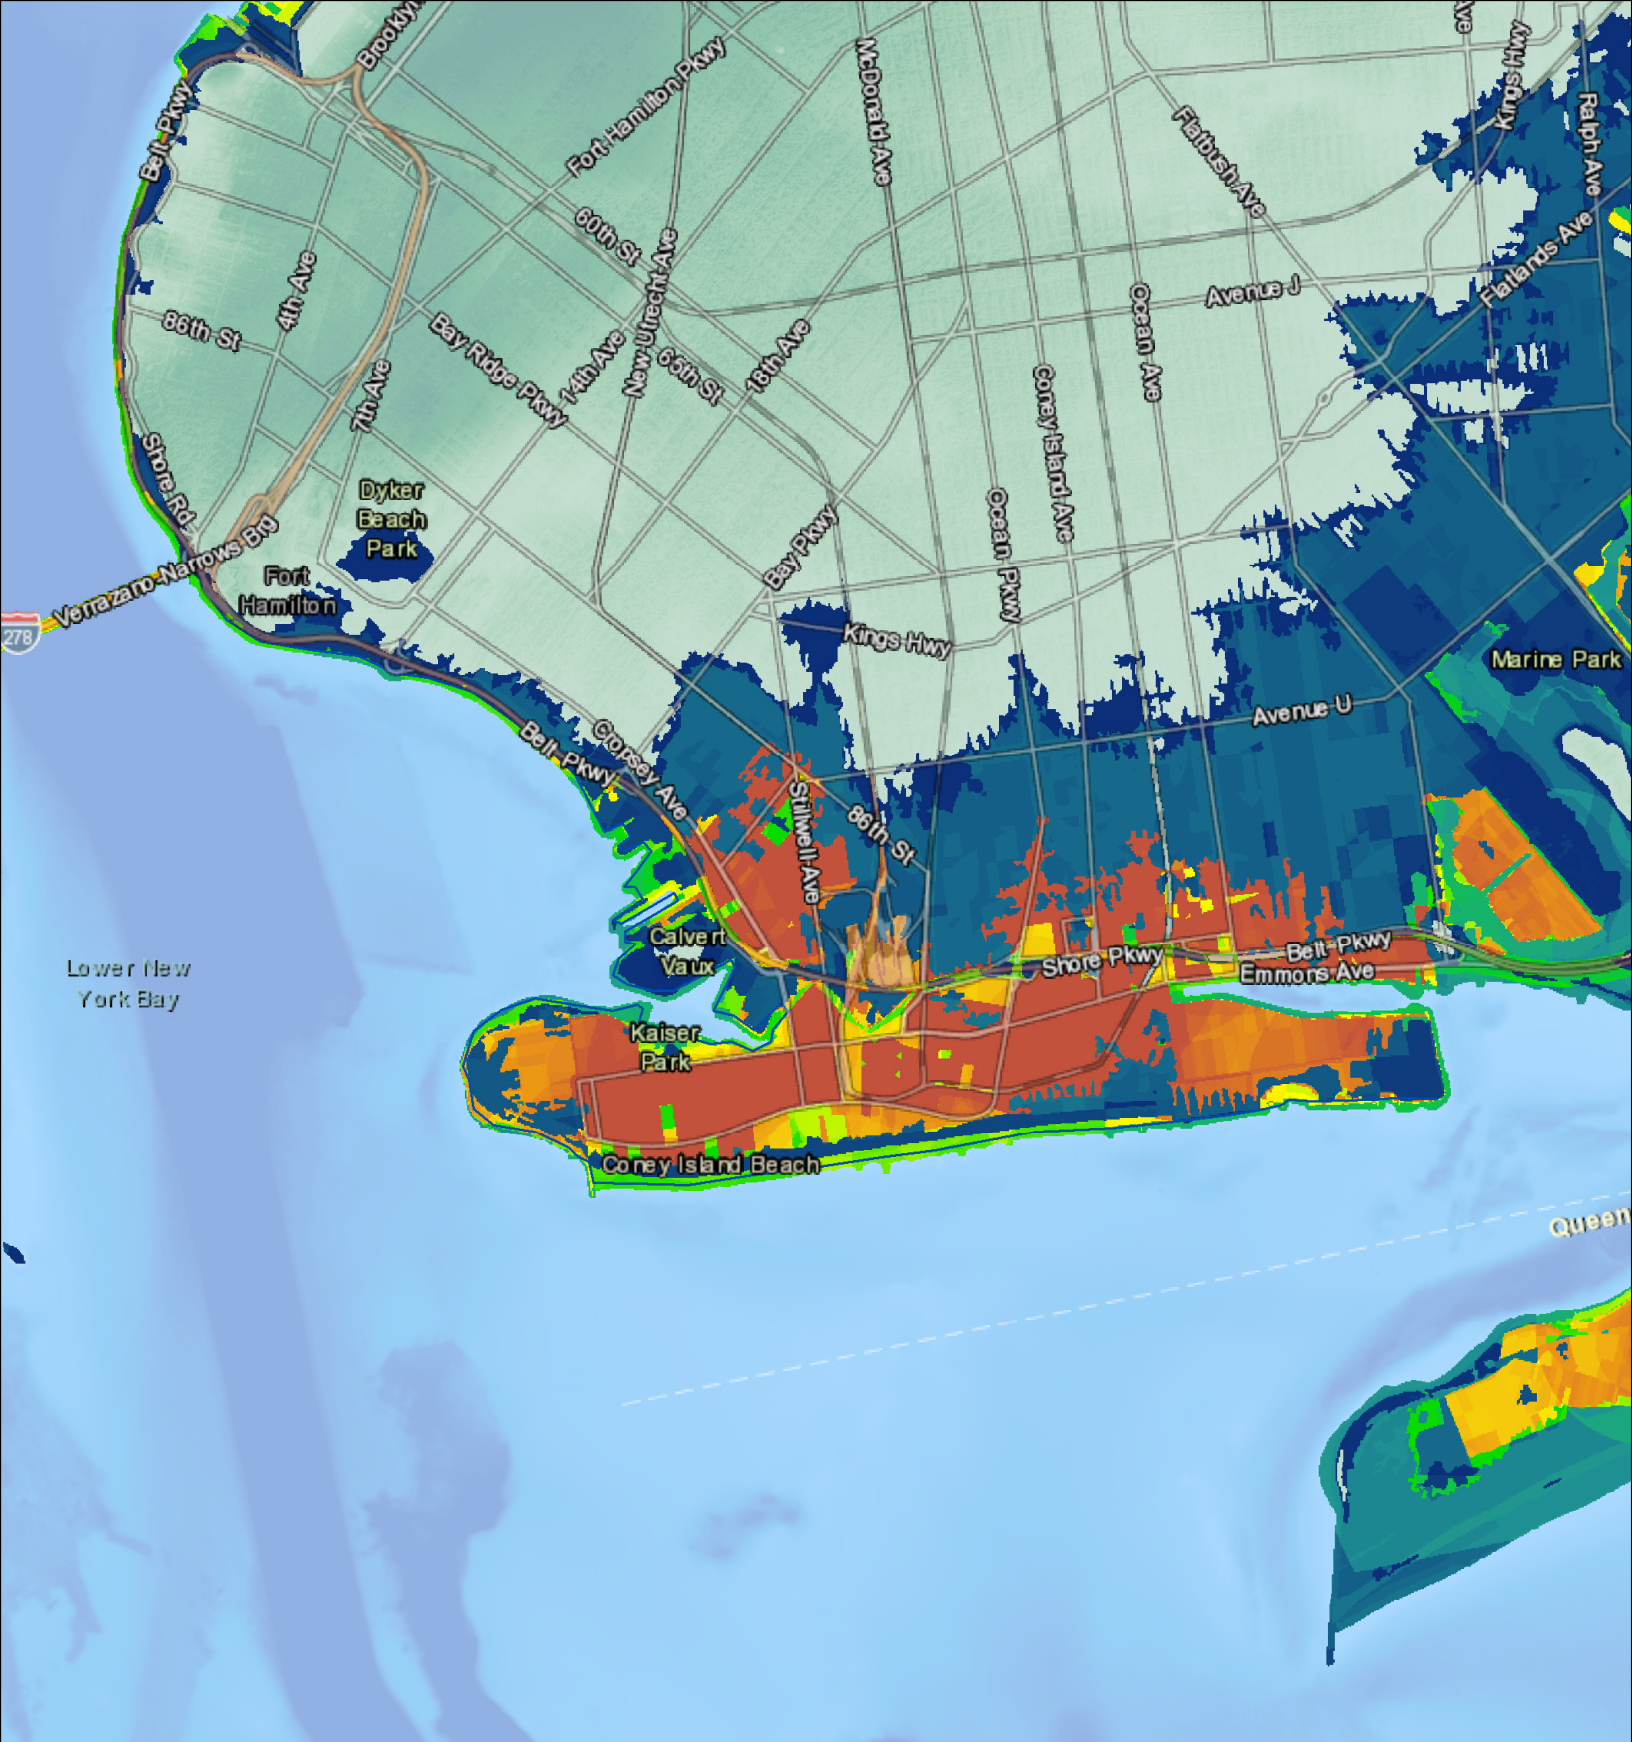 Brooklyn
Ave
Kings Hwy
Belt Pkwy
Fort Hamilton Pkwy
McDonald Ave
Flatbush Ave
Ralph Ave
60th St
4th Ave
New Utrecht Ave
Avenue J
Flatlands Ave
86th St
Bay Ridge Pkwy
14th Ave
65th St
18th Ave
Ocean Ave
7th Ave
Coney Island Ave
Shore Rd
Dyker
Beach
Park
Ocean Pkwy
Bay Pkwy
Verrazano-Narrows Brg
Fort
Hamilton
278
Kings Hwy
Marine Park
Avenue U
Cropsey Ave
Belt Pkwy
Stillwell Ave
86th St
Calvert
Vaux
Shore Pkwy
Belt Pkwy
Emmons Ave
Lower New
York Bay
Kaiser
Park
Coney Island Beach
Queen